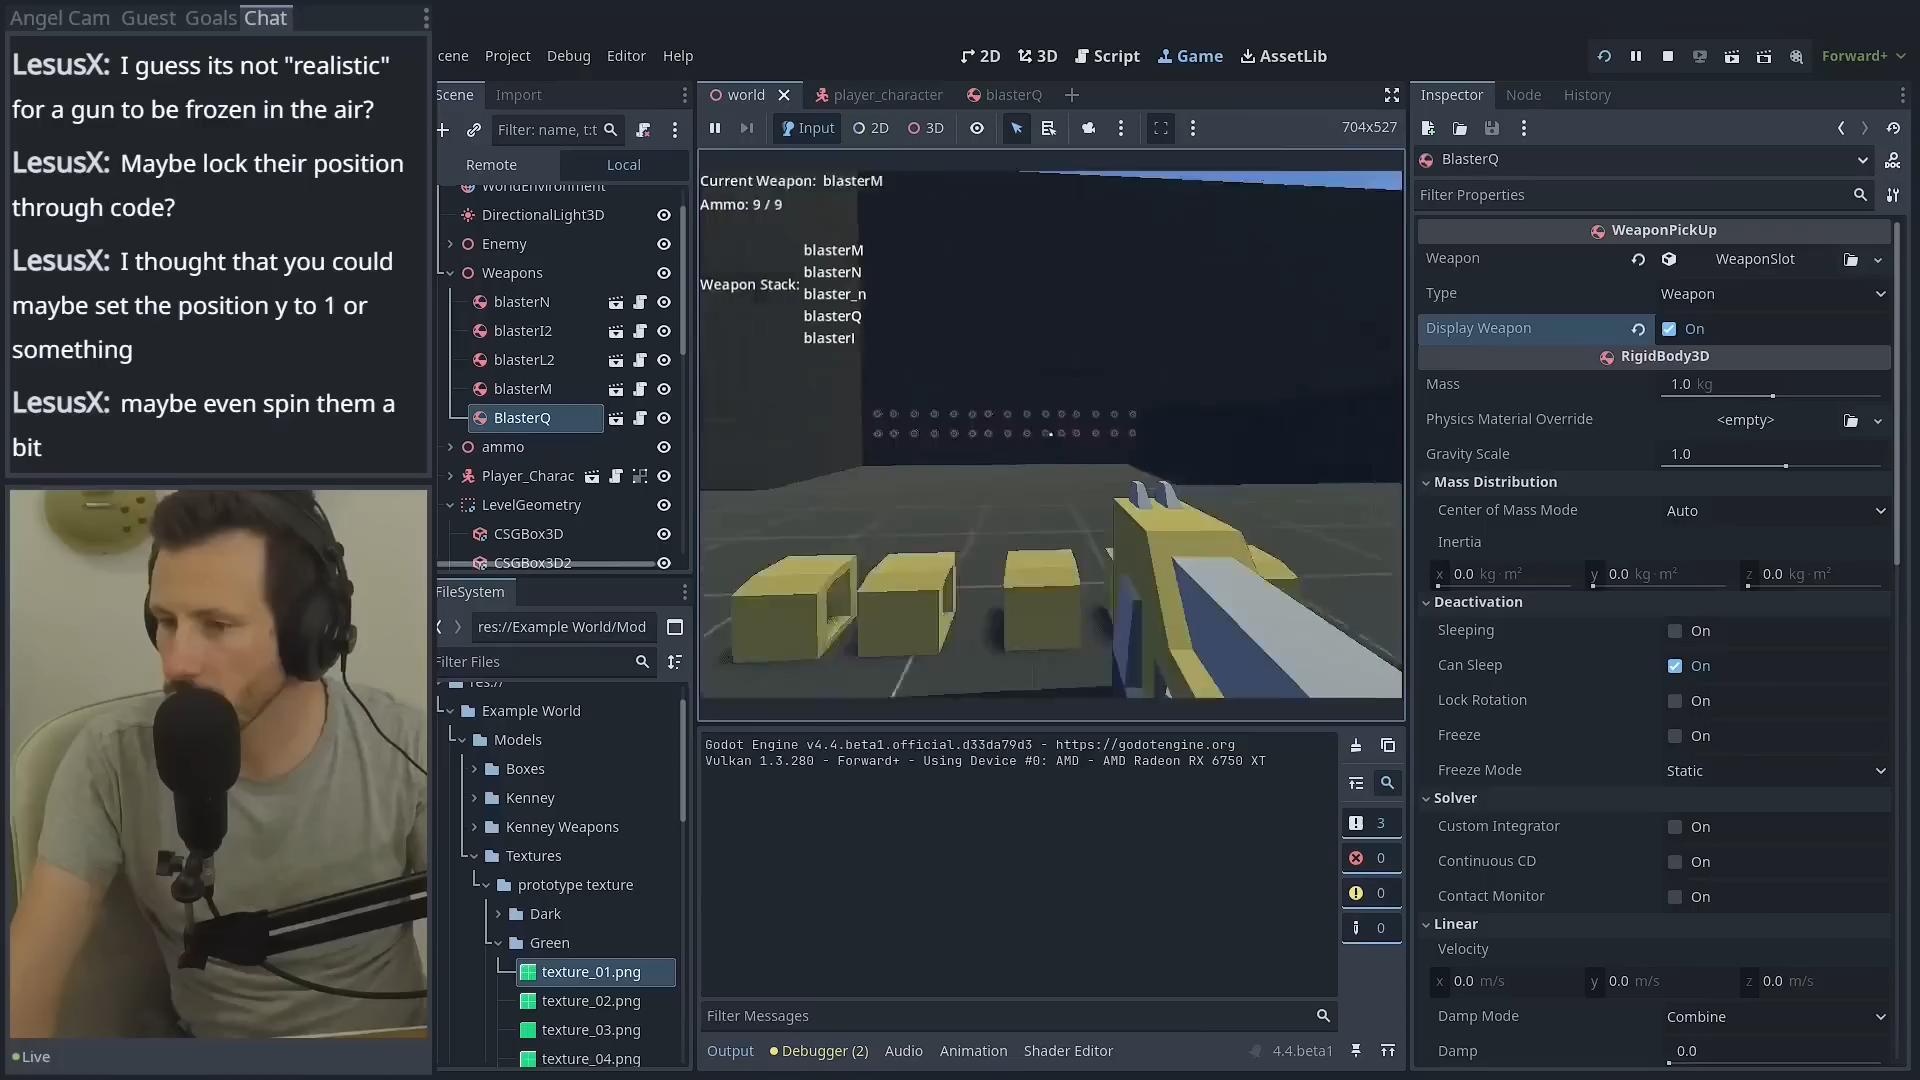 Angel Cam Guest Goals Chat
LesusX: I guess its not "realistic"
for a gun to be frozen in the air?
LesusX: Maybe lock their position
through code?
LesusX: I thought that you could
maybe set the position y to 1 or
something
LesusX: maybe even spin them a
bit
Live
cene Project Debug Editor Help
2D 3D Script Game AssetLib
Forward+
Scene Import
Filter: name, t:t
Remote Local
WorldEnvironment
DirectionalLight3D
Enemy
Weapons
blasterN
blasterI2
blasterL2
blasterM
BlasterQ
ammo
Player_Charac
LevelGeometry
CSGBox3D
CSGBox3D2
FileSystem
res://Example World/Mod
Filter Files
res://
Example World
Models
Boxes
Kenney
Kenney Weapons
Textures
prototype texture
Dark
Green
texture_01.png
texture_02.png
texture_03.png
texture_04.png
world player_character blasterQ
Input 2D 3D 704x527
Current Weapon: blasterM
Ammo: 9 / 9
Weapon Stack:
blasterM
blasterN
blaster_n
blasterQ
blasterI
Godot Engine v4.4.beta1.official.d33da79d3 - https://godotengine.org
Vulkan 1.3.280 - Forward+ - Using Device #0: AMD - AMD Radeon RX 6750 XT
3
0
0
0
Filter Messages
Output Debugger (2) Audio Animation Shader Editor 4.4.beta1
Inspector Node History
BlasterQ
DOC
Filter Properties
WeaponPickUp
Weapon WeaponSlot
Type Weapon
Display Weapon On
RigidBody3D
Mass 1.0 kg
Physics Material Override <empty>
Gravity Scale 1.0
Mass Distribution
Center of Mass Mode Auto
Inertia
x 0.0 kg·m² y 0.0 kg·m² z 0.0 kg·m²
Deactivation
Sleeping On
Can Sleep On
Lock Rotation On
Freeze On
Freeze Mode Static
Solver
Custom Integrator On
Continuous CD On
Contact Monitor On
Linear
Velocity
x 0.0 m/s y 0.0 m/s z 0.0 m/s
Damp Mode Combine
Damp 0.0